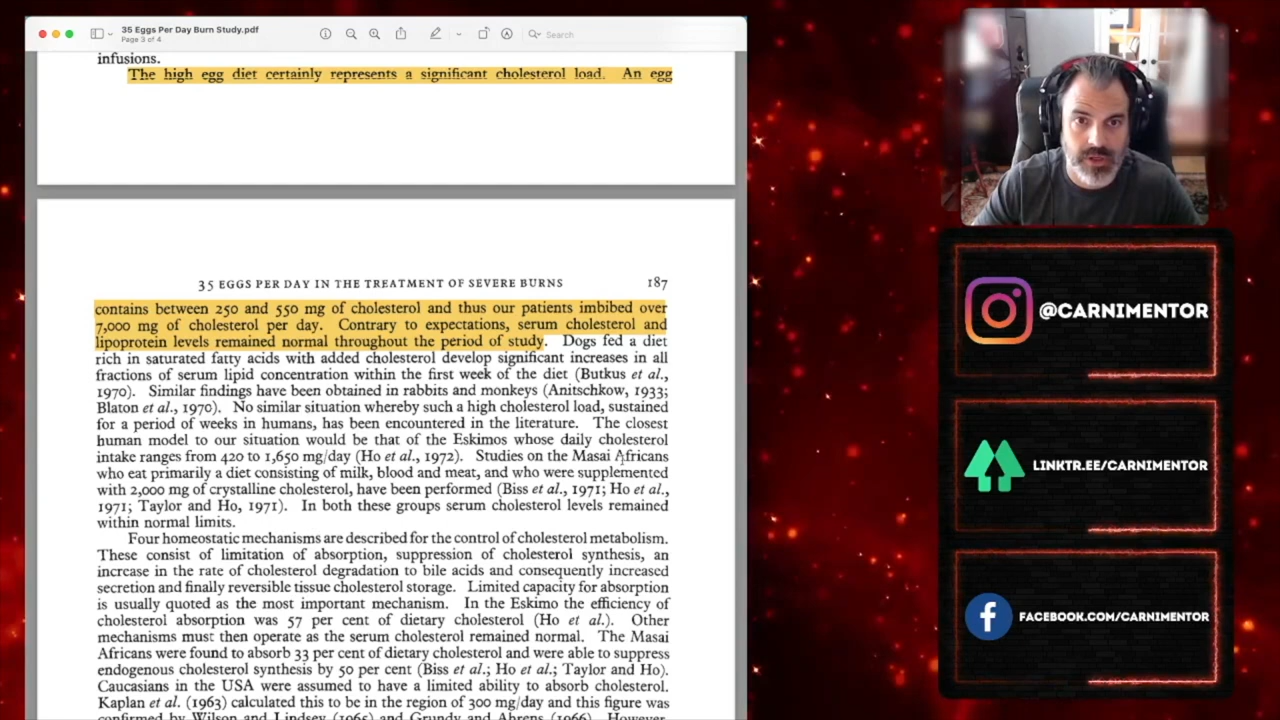 35 Eggs Per Day Burn Study.pdf
Page 3 of 4
Search
infusions.
The high egg diet certainly represents a significant cholesterol load. An egg
35 EGGS PER DAY IN THE TREATMENT OF SEVERE BURNS 187
contains between 250 and 550 mg of cholesterol and thus our patients imbibed over
7,000 mg of cholesterol per day. Contrary to expectations, serum cholesterol and
lipoprotein levels remained normal throughout the period of study. Dogs fed a diet
rich in saturated fatty acids with added cholesterol develop significant increases in all
fractions of serum lipid concentration within the first week of the diet (Butkus et al.,
1970). Similar findings have been obtained in rabbits and monkeys (Anitschkow, 1933;
Blaton et al., 1970). No similar situation whereby such a high cholesterol load, sustained
for a period of weeks in humans, has been encountered in the literature. The closest
human model to our situation would be that of the Eskimos whose daily cholesterol
intake ranges from 420 to 1,650 mg/day (Ho et al., 1972). Studies on the Masai Africans
who eat primarily a diet consisting of milk, blood and meat, and who were supplemented
with 2,000 mg of crystalline cholesterol, have been performed (Biss et al., 1971; Ho et al.,
1971; Taylor and Ho, 1971). In both these groups serum cholesterol levels remained
within normal limits.
Four homeostatic mechanisms are described for the control of cholesterol metabolism.
These consist of limitation of absorption, suppression of cholesterol synthesis, an
increase in the rate of cholesterol degradation to bile acids and consequently increased
secretion and finally reversible tissue cholesterol storage. Limited capacity for absorption
is usually quoted as the most important mechanism. In the Eskimo the efficiency of
cholesterol absorption was 57 per cent of dietary cholesterol (Ho et al.). Other
mechanisms must then operate as the serum cholesterol remained normal. The Masai
Africans were found to absorb 33 per cent of dietary cholesterol and were able to suppress
endogenous cholesterol synthesis by 50 per cent (Biss et al.; Ho et al.; Taylor and Ho).
Caucasians in the USA were assumed to have a limited ability to absorb cholesterol.
Kaplan et al. (1963) calculated this to be in the region of 300 mg/day and this figure was
confirmed by Wilson and Lindsey (1965) and Grundy and Ahrens (1966). However,
@CARNIMENTOR
LINKTR.EE/CARNIMENTOR
FACEBOOK.COM/CARNIMENTOR